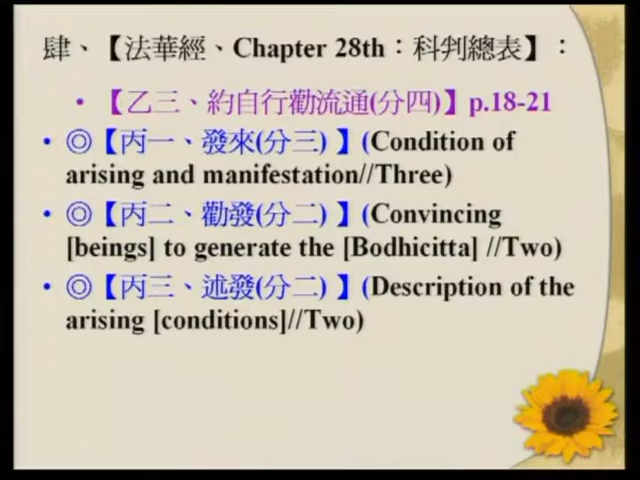 肆、【法華經、Chapter 28th：科判總表】：
• 【乙三、約自行勸流通(分四)】p.18-21
• ◎【丙一、發來(分三) 】(Condition of
arising and manifestation//Three)
• ◎【丙二、勸發(分二) 】(Convincing
[beings] to generate the [Bodhicitta] //Two)
• ◎【丙三、述發(分二) 】(Description of the
arising [conditions]//Two)